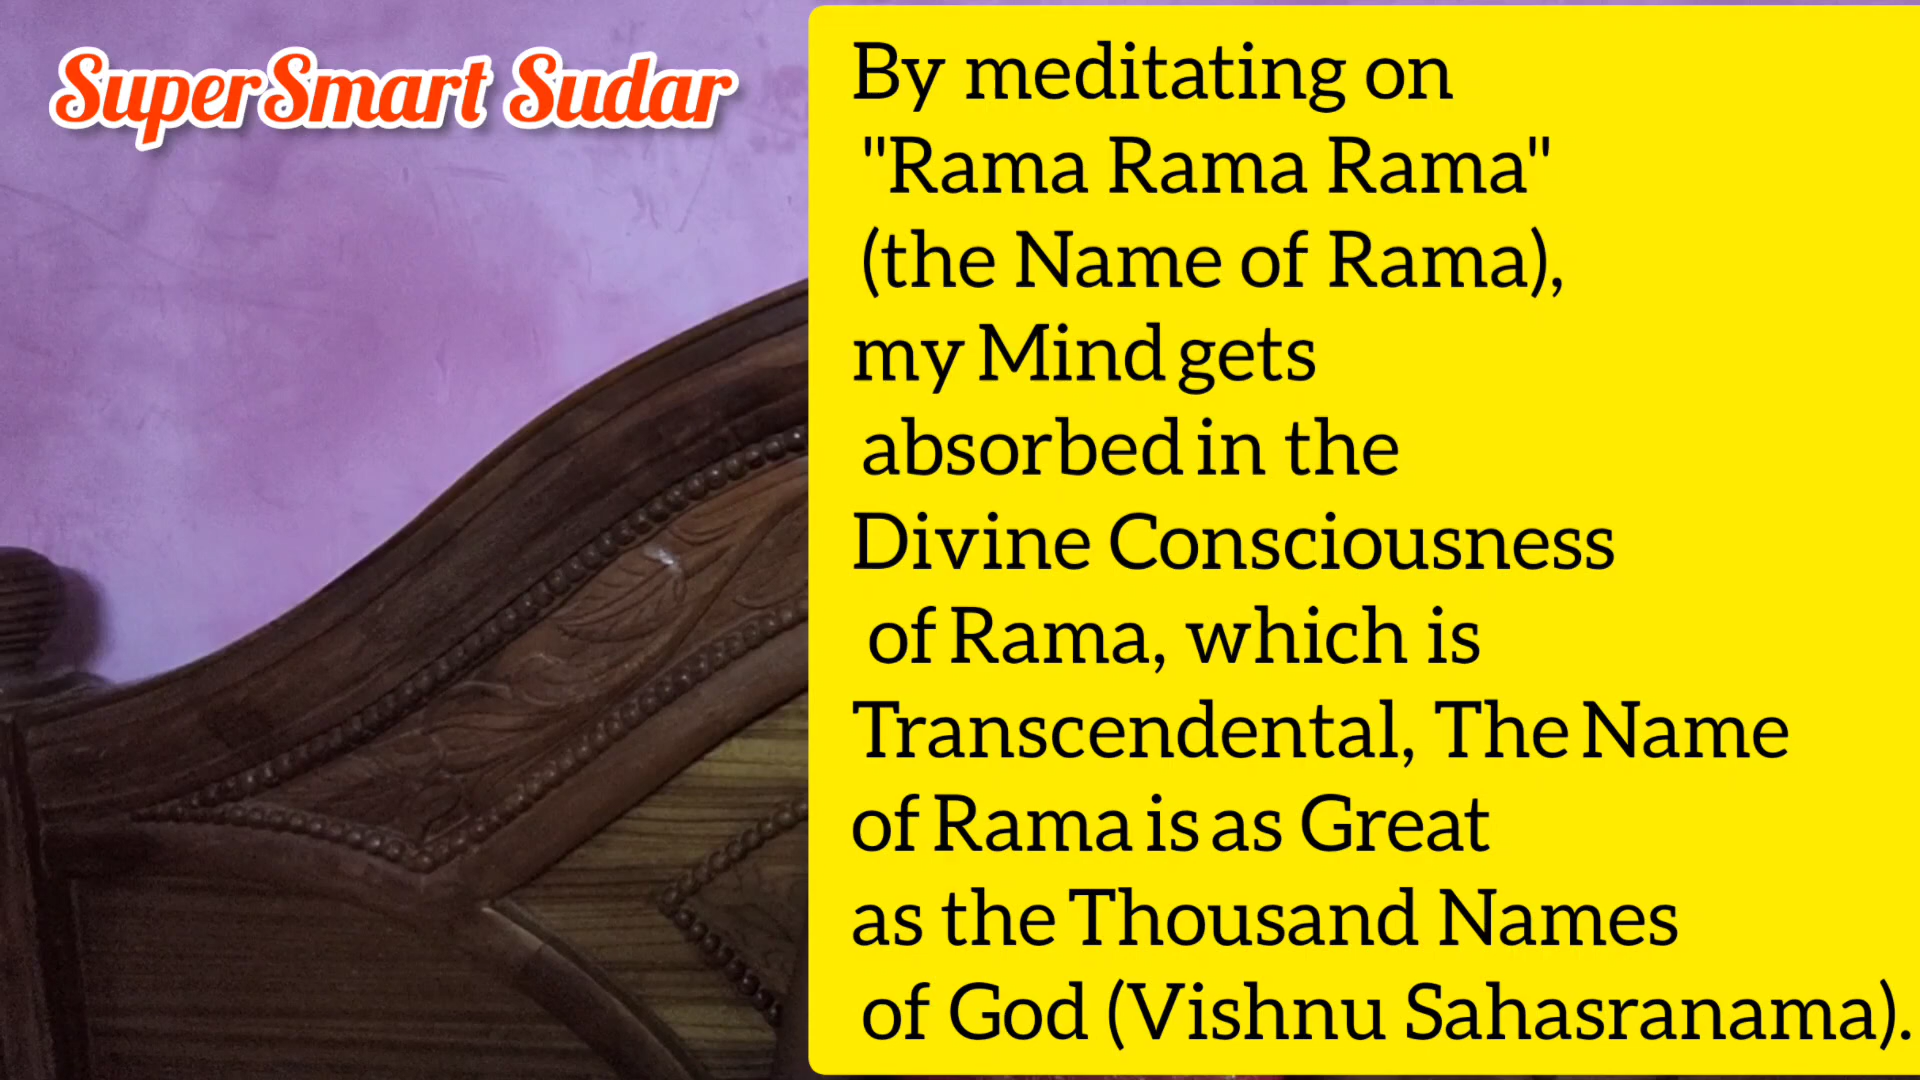 SuperSmart Sudar
By meditating on
"Rama Rama Rama"
(the Name of Rama),
my Mind gets
absorbed in the
Divine Consciousness
of Rama, which is
Transcendental, The Name
of Rama is as Great
as the Thousand Names
of God (Vishnu Sahasranama).